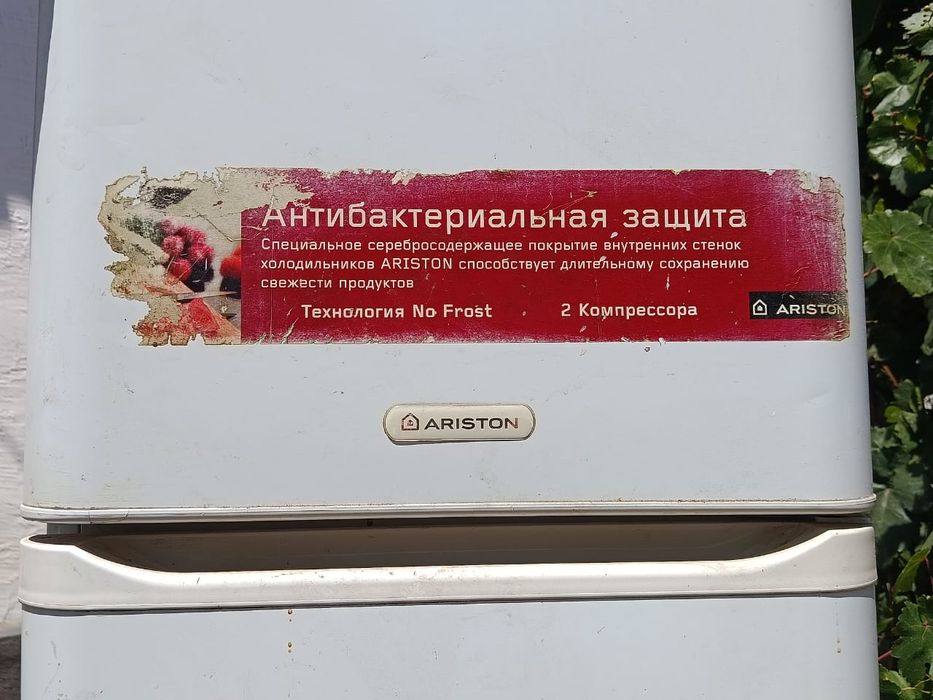 Антибактериальная защита
Специальное серебросодержащее покрытие внутренних стенок
холодильников ARISTON способствует длительному сохранению
свежести продуктов
Технология No Frost 2 Компрессора
ARISTON
ARISTON